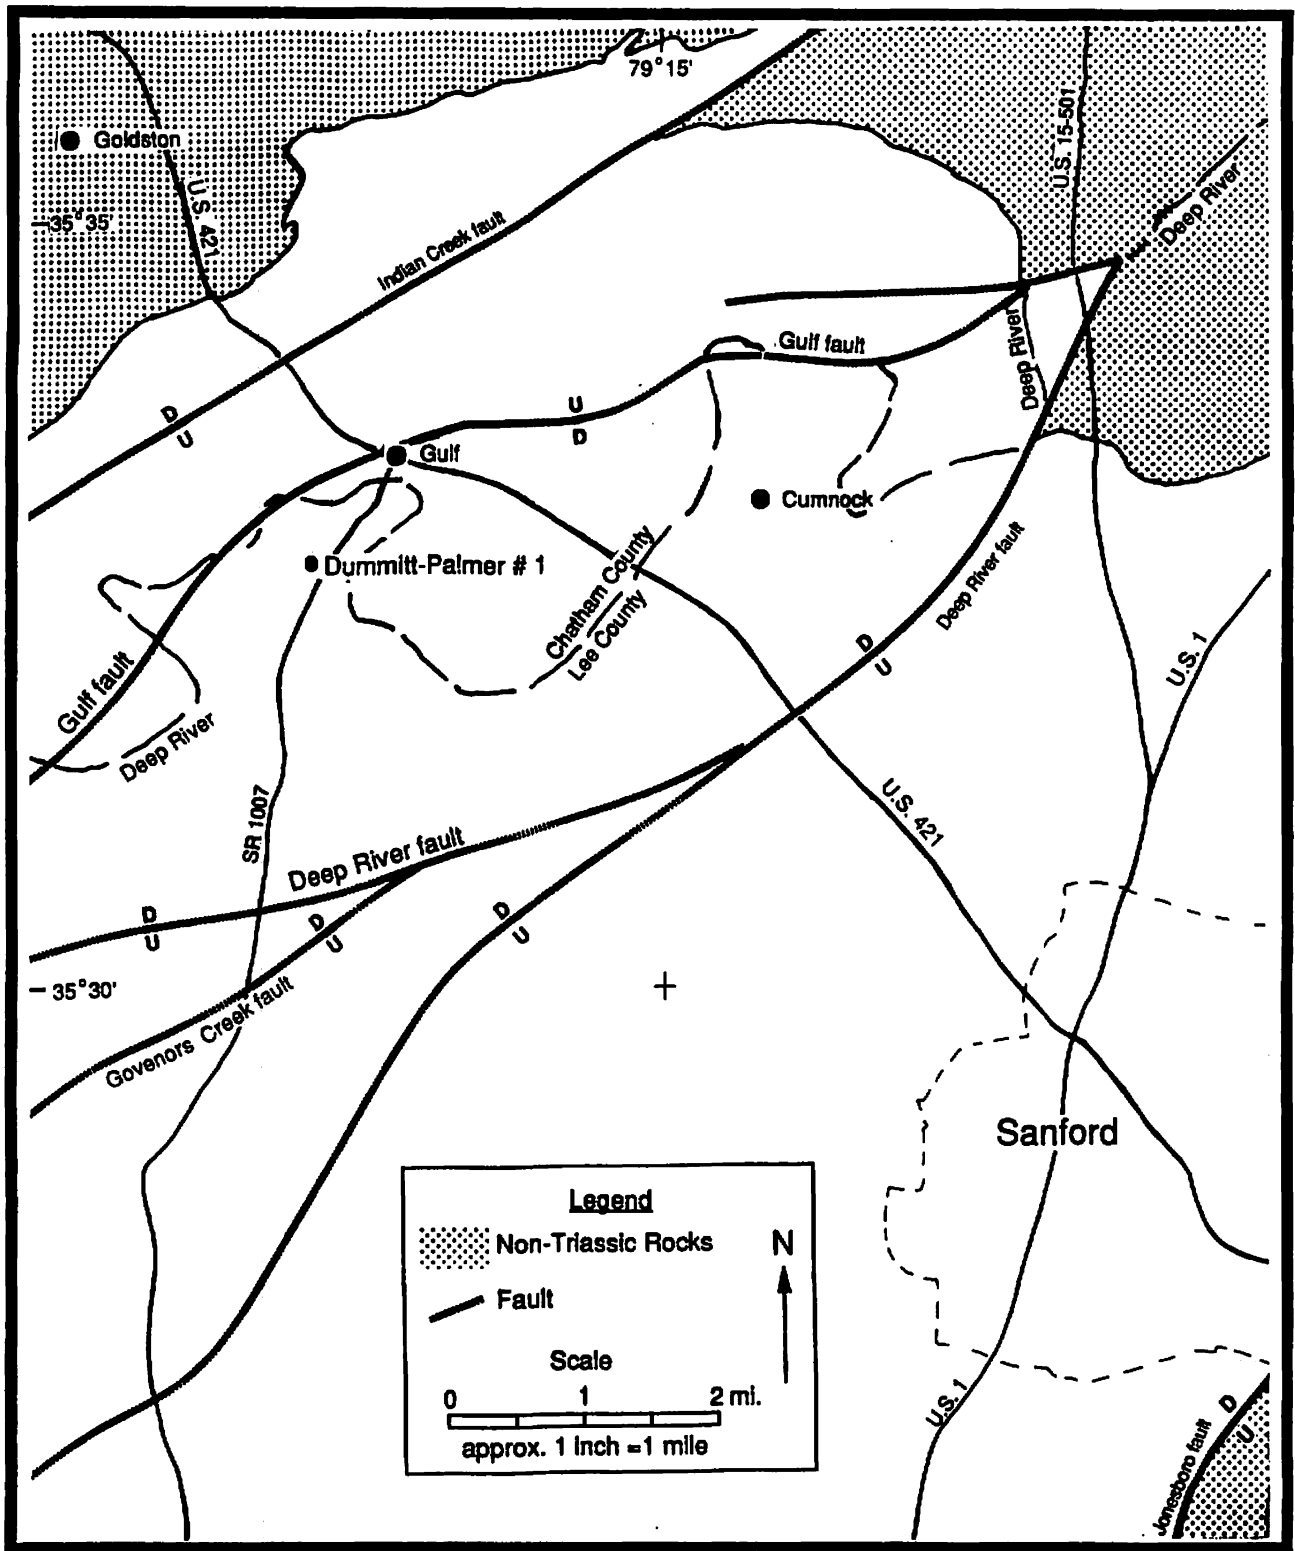 79°15'
Goldston
U.S. 15-501
U.S. 421
35°35'
Deep River
Indian Creek fault
Deep River
Gulf fault
D
U
U
D
Gulf
Cumnock
Dummitt-Palmer # 1
Chatham County
Lee County
Deep River fault
D
U
U.S. 1
Gulf fault
Deep River
SR 1007
U.S. 421
Deep River fault
D
U
D
U
D
U
35°30'
Govenors Creek fault
Sanford
Legend
Non-Triassic Rocks
N
Fault
Scale
0 1 2 mi.
approx. 1 Inch = 1 mile
U.S. 1
D
U
Jonesboro fault